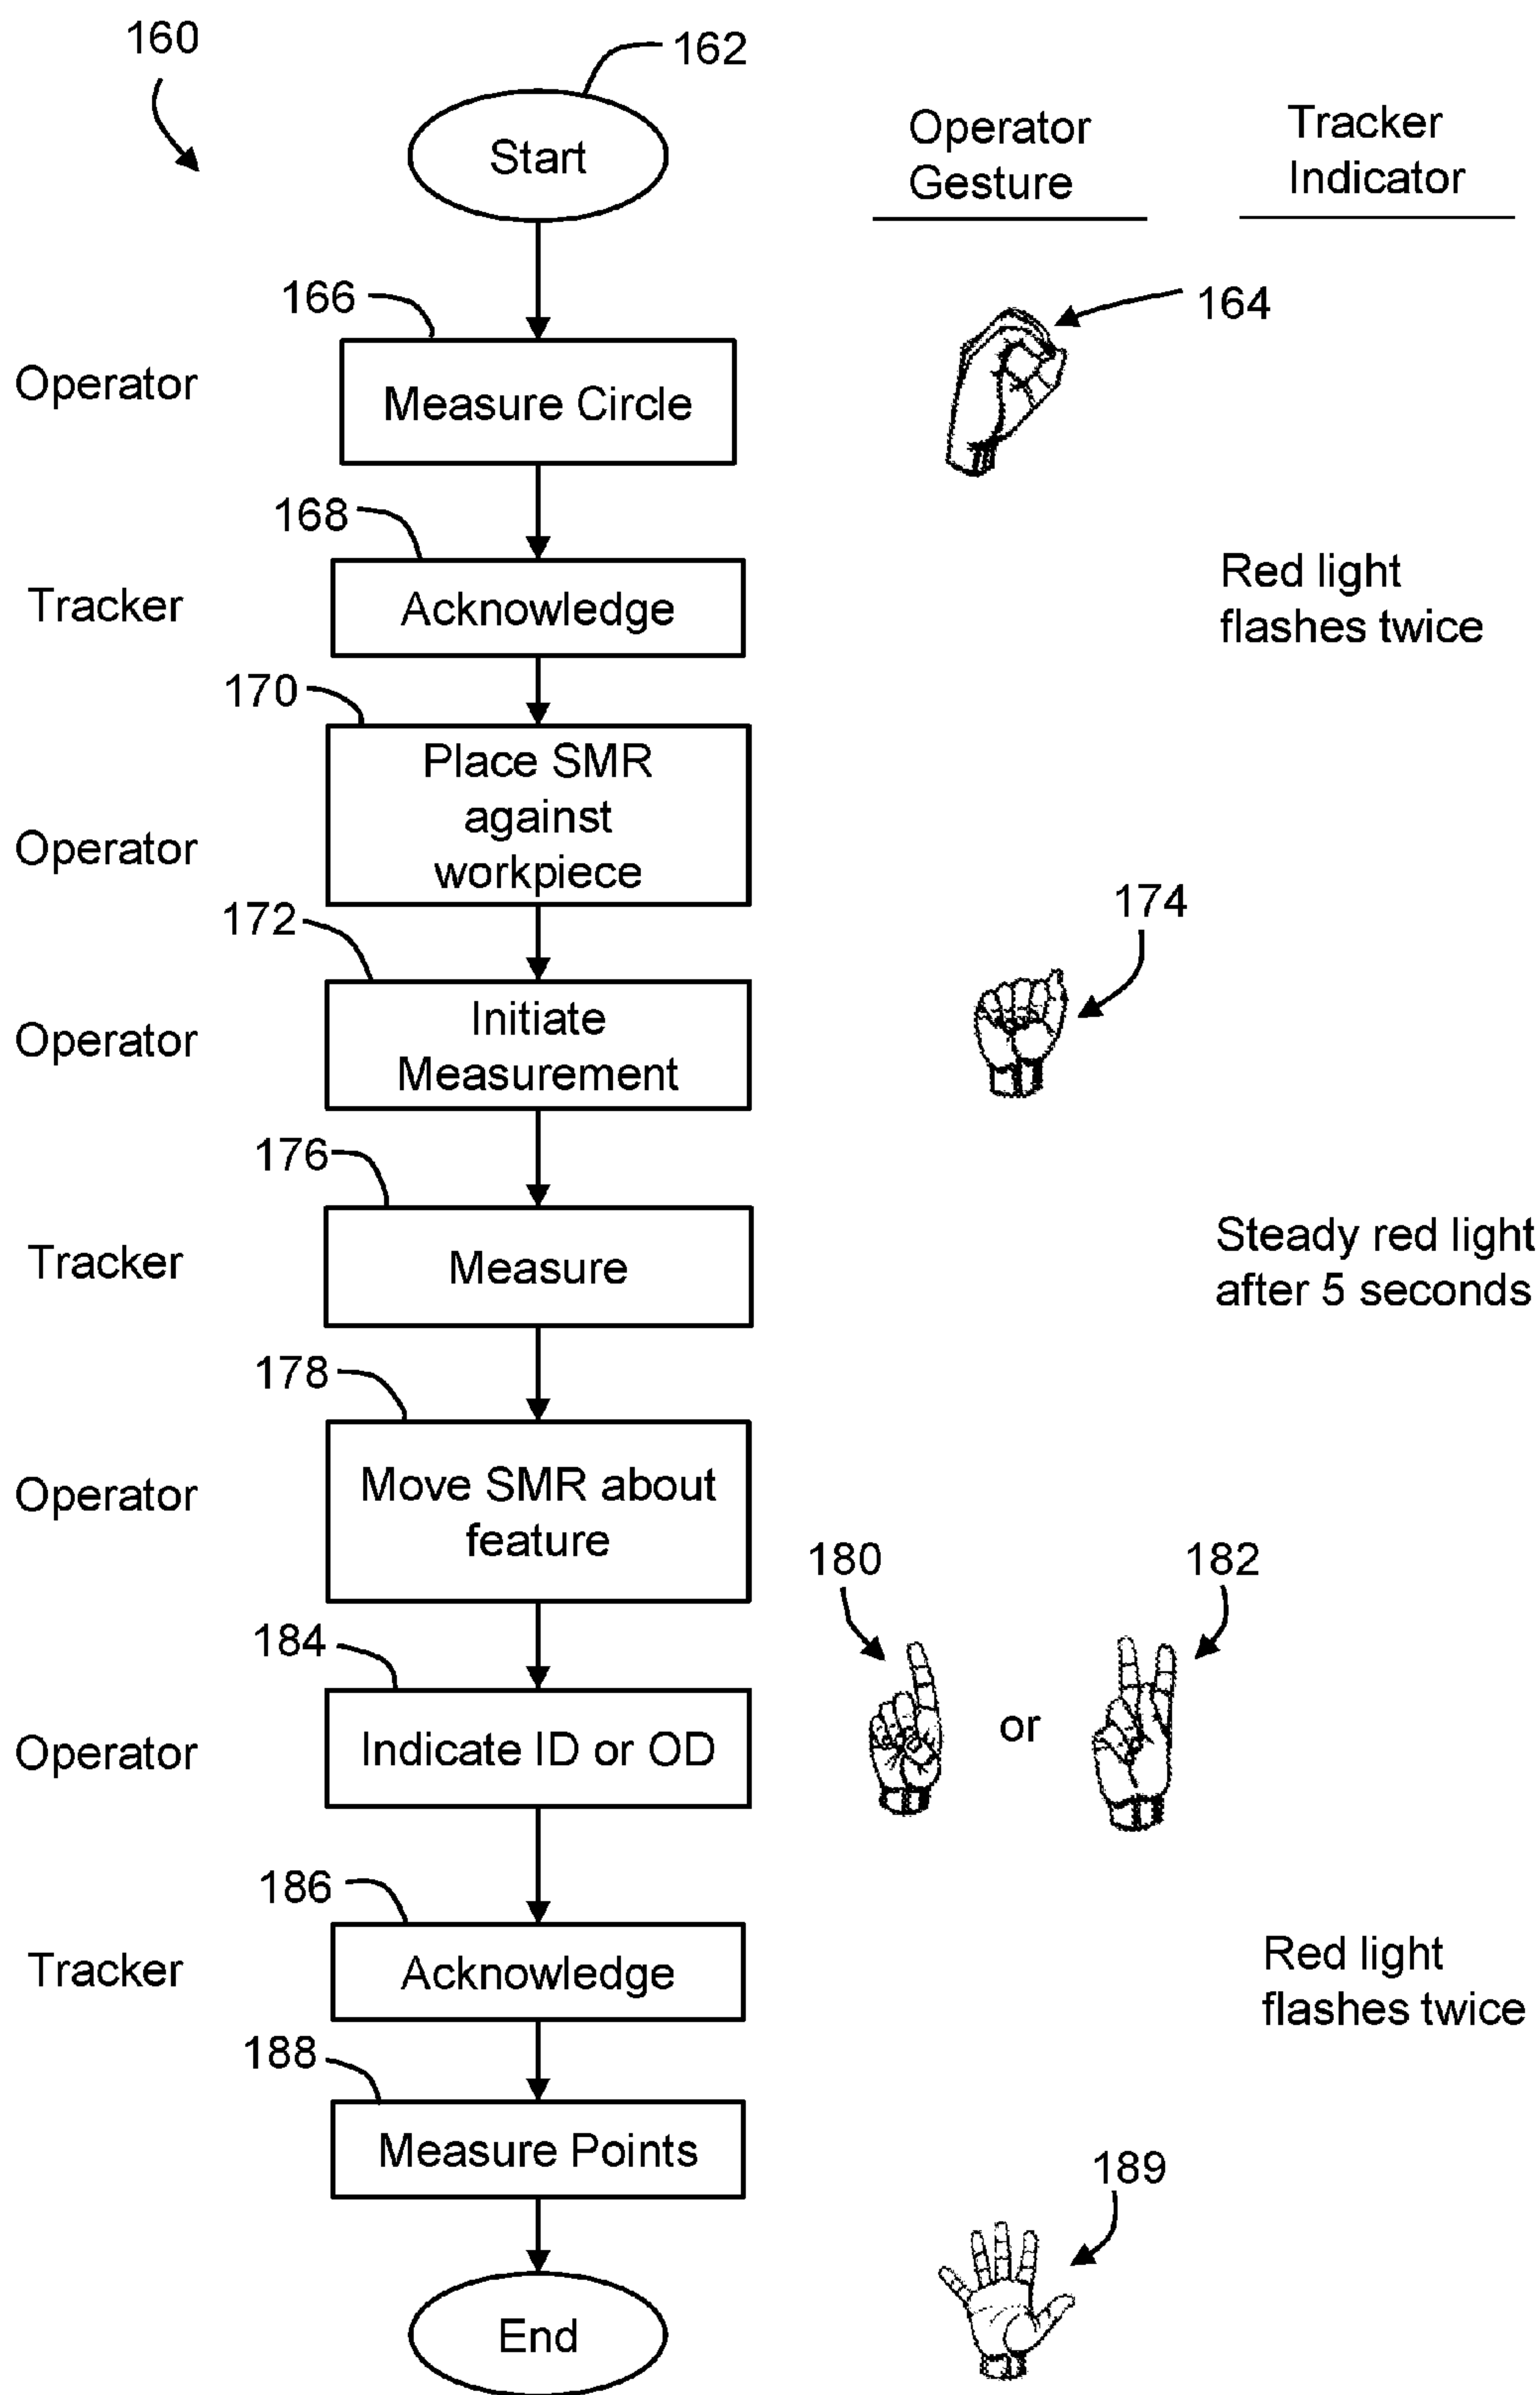 160
162
Start
Operator
Gesture
Tracker
Indicator
166
164
Operator
Measure Circle
168
Tracker
Acknowledge
Red light
flashes twice
170
Operator
Place SMR
against
workpiece
172
174
Operator
Initiate
Measurement
176
Tracker
Measure
Steady red light
after 5 seconds
178
Operator
Move SMR about
feature
180
182
184
Operator
Indicate ID or OD
or
186
Tracker
Acknowledge
Red light
flashes twice
188
Measure Points
189
End